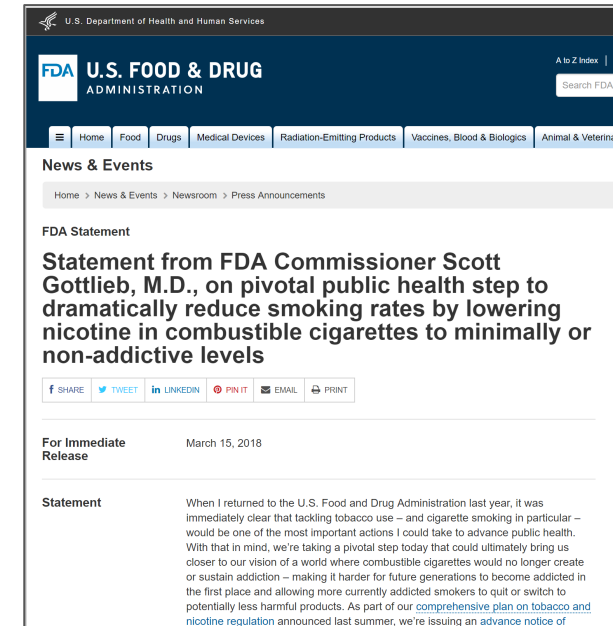 U.S. Department of Health and Human Services
FDA U.S. FOOD & DRUG
ADMINISTRATION
A to Z Index |
Search FDA
Home Food Drugs Medical Devices Radiation-Emitting Products Vaccines, Blood & Biologics Animal & Veterina
News & Events
Home > News & Events > Newsroom > Press Announcements
FDA Statement
Statement from FDA Commissioner Scott
Gottlieb, M.D., on pivotal public health step to
dramatically reduce smoking rates by lowering
nicotine in combustible cigarettes to minimally or
non-addictive levels
SHARE TWEET LINKEDIN PIN IT EMAIL PRINT
For Immediate
Release
March 15, 2018
Statement
When I returned to the U.S. Food and Drug Administration last year, it was
immediately clear that tackling tobacco use – and cigarette smoking in particular –
would be one of the most important actions I could take to advance public health.
With that in mind, we're taking a pivotal step today that could ultimately bring us
closer to our vision of a world where combustible cigarettes would no longer create
or sustain addiction – making it harder for future generations to become addicted in
the first place and allowing more currently addicted smokers to quit or switch to
potentially less harmful products. As part of our comprehensive plan on tobacco and
nicotine regulation announced last summer, we're issuing an advance notice of